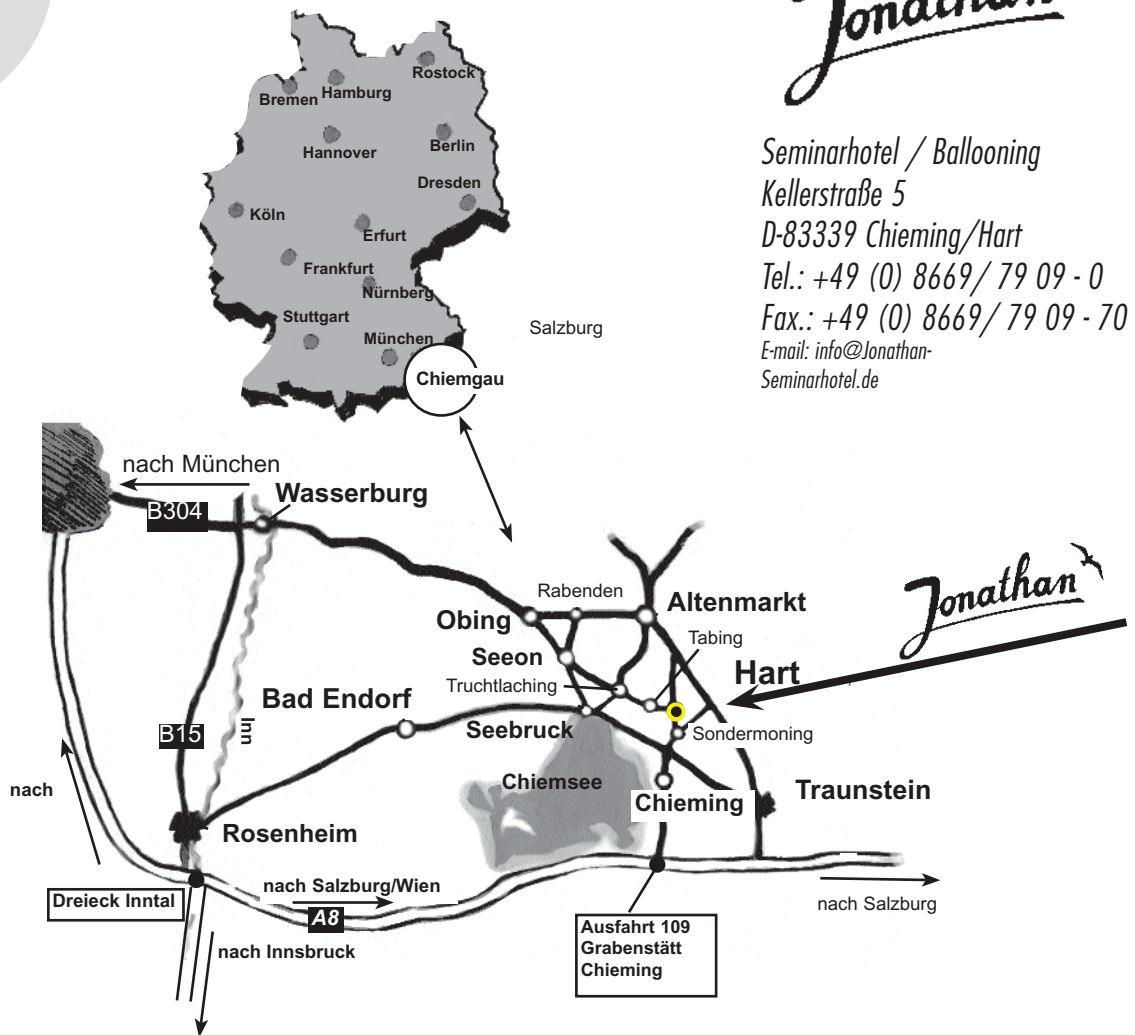 Jonathan
Seminarhotel / Ballooning
Kellerstraße 5
D-83339 Chieming/Hart
Tel.: +49 (0) 8669/ 79 09 - 0
Fax.: +49 (0) 8669/ 79 09 - 70
E-mail: info@Jonathan-
Seminarhotel.de
Rostock
Hamburg
Bremen
Hannover
Berlin
Dresden
Köln
Erfurt
Frankfurt
Nürnberg
Stuttgart
München
Salzburg
Chiemgau
nach München
Wasserburg
B304
Rabenden
Altenmarkt
Obing
Tabing
Seeon
Hart
Jonathan
Truchtlaching
Bad Endorf
Seebruck
Sondermoning
B15
Inn
Chiemsee
nach
Chieming
Traunstein
Rosenheim
nach Salzburg/Wien
Dreieck Inntal
A8
nach Salzburg
nach Innsbruck
Ausfahrt 109
Grabenstätt
Chieming